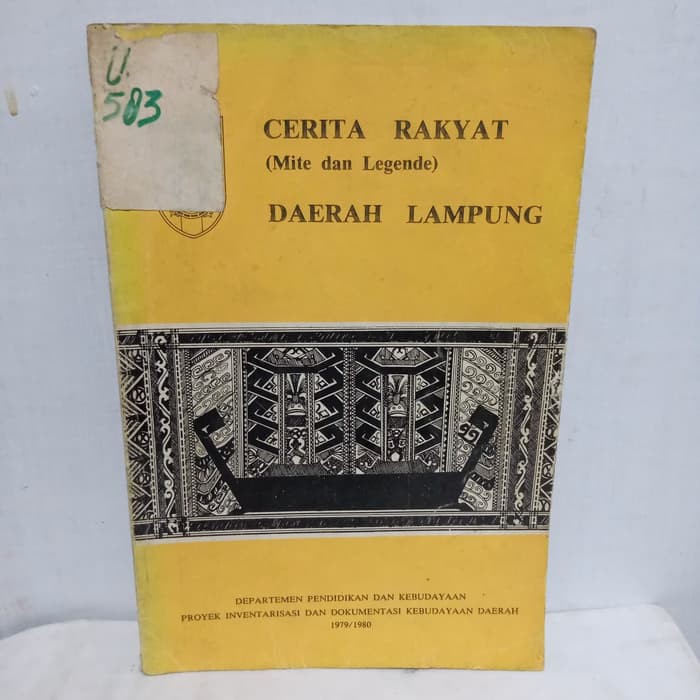 U.
583
CERITA RAKYAT
(Mite dan Legende)
DAERAH LAMPUNG
DEPARTEMEN PENDIDIKAN DAN KEBUDAYAAN
PROYEK INVENTARISASI DAN DOKUMENTASI KEBUDAYAAN DAERAH
1979/1980